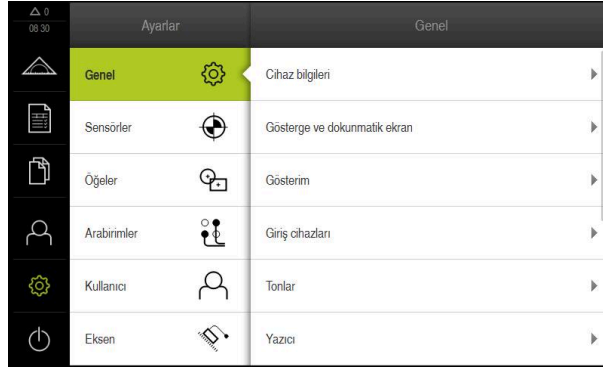 △ 0
08:30
Ayarlar
Genel
Genel
Sensörler
Öğeler
Arabirimler
Kullanıcı
Eksen
Cihaz bilgileri
Gösterge ve dokunmatik ekran
Gösterim
Giriş cihazları
Tonlar
Yazıcı